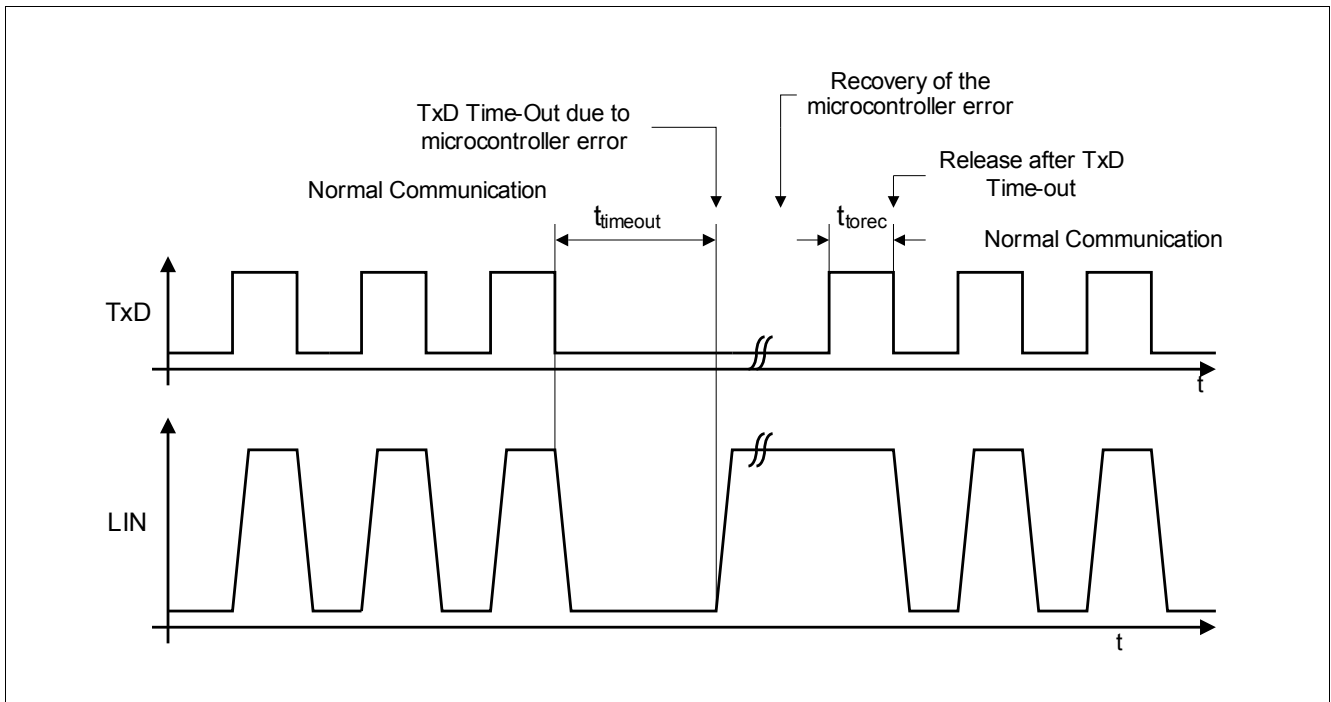 Recovery of the
microcontroller error
TxD Time-Out due to
microcontroller error
Release after TxD
Time-out
Normal Communication
ttimeout
ttorec
Normal Communication
TxD
t
LIN
t